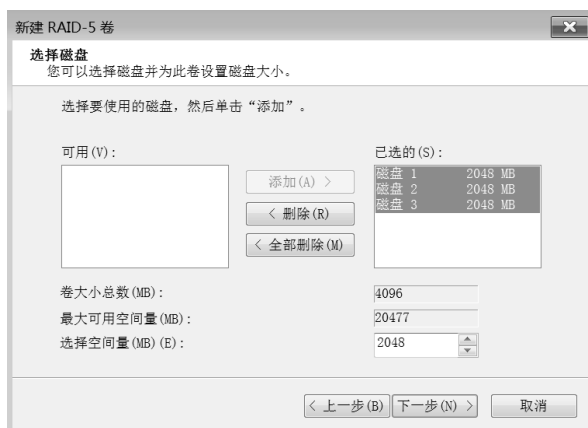 新建 RAID-5 卷
选择磁盘
您可以选择磁盘并为此卷设置磁盘大小。
选择要使用的磁盘，然后单击“添加”。
可用(V)：
已选的(S)：
添加(A) >
< 删除(R)
< 全部删除(M)
磁盘 1 2048 MB
磁盘 2 2048 MB
磁盘 3 2048 MB
卷大小总数(MB)： 4096
最大可用空间量(MB)： 20477
选择空间量(MB)(E)： 2048
< 上一步(B) 下一步(N) > 取消